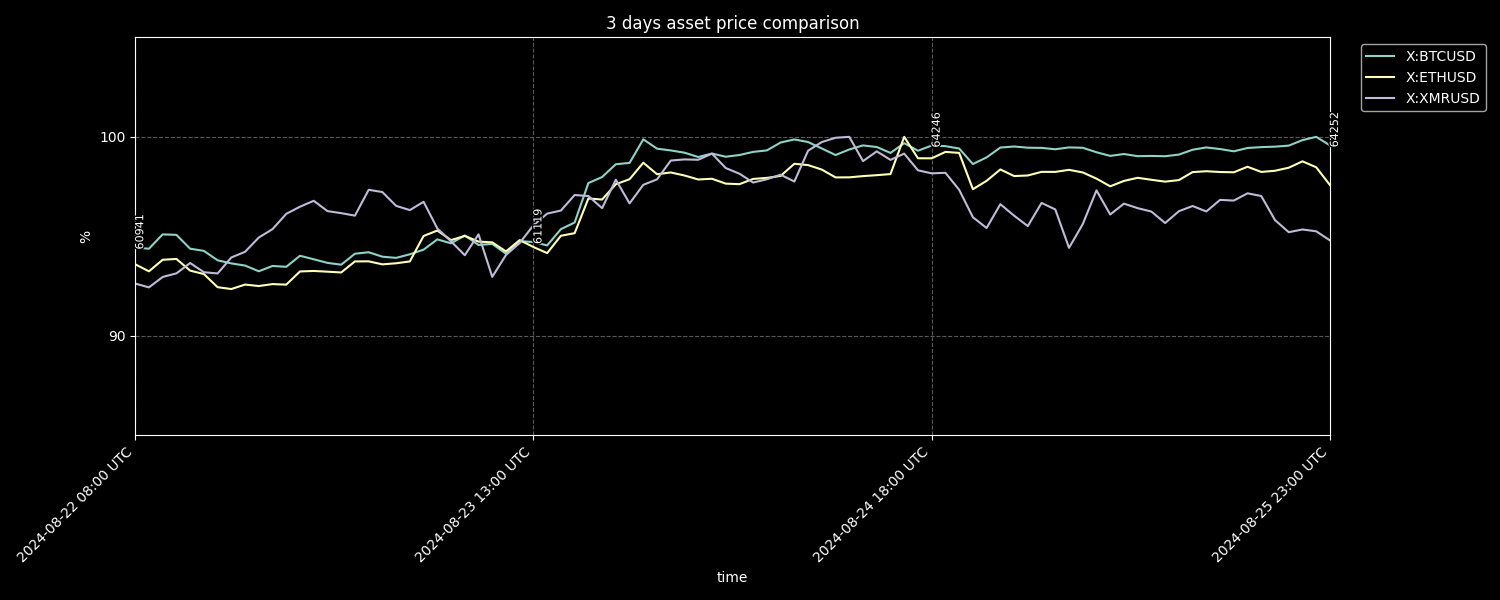 3 days asset price comparison
X:BTCUSD
X:ETHUSD
X:XMRUSD
100
90
%
60941
61119
64246
64252
2024-08-22 08:00 UTC
2024-08-23 13:00 UTC
2024-08-24 18:00 UTC
2024-08-25 23:00 UTC
time